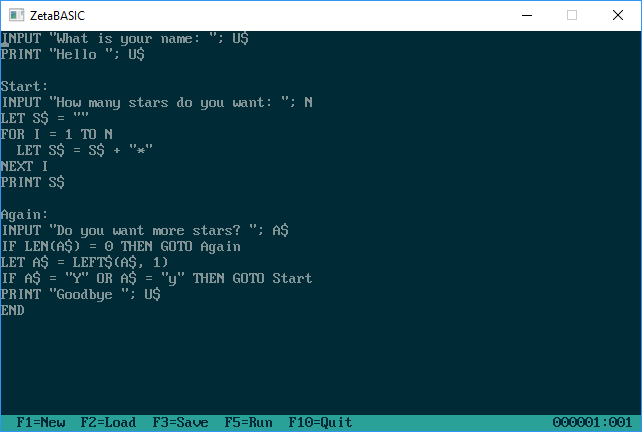 ZetaBASIC
INPUT "What is your name: "; U$
PRINT "Hello "; U$

Start:
INPUT "How many stars do you want: "; N
LET S$ = ""
FOR I = 1 TO N
  LET S$ = S$ + "*"
NEXT I
PRINT S$

Again:
INPUT "Do you want more stars? "; A$
IF LEN(A$) = 0 THEN GOTO Again
LET A$ = LEFT$(A$, 1)
IF A$ = "Y" OR A$ = "y" THEN GOTO Start
PRINT "Goodbye "; U$
END
F1=New  F2=Load  F3=Save  F5=Run  F10=Quit  000001:001